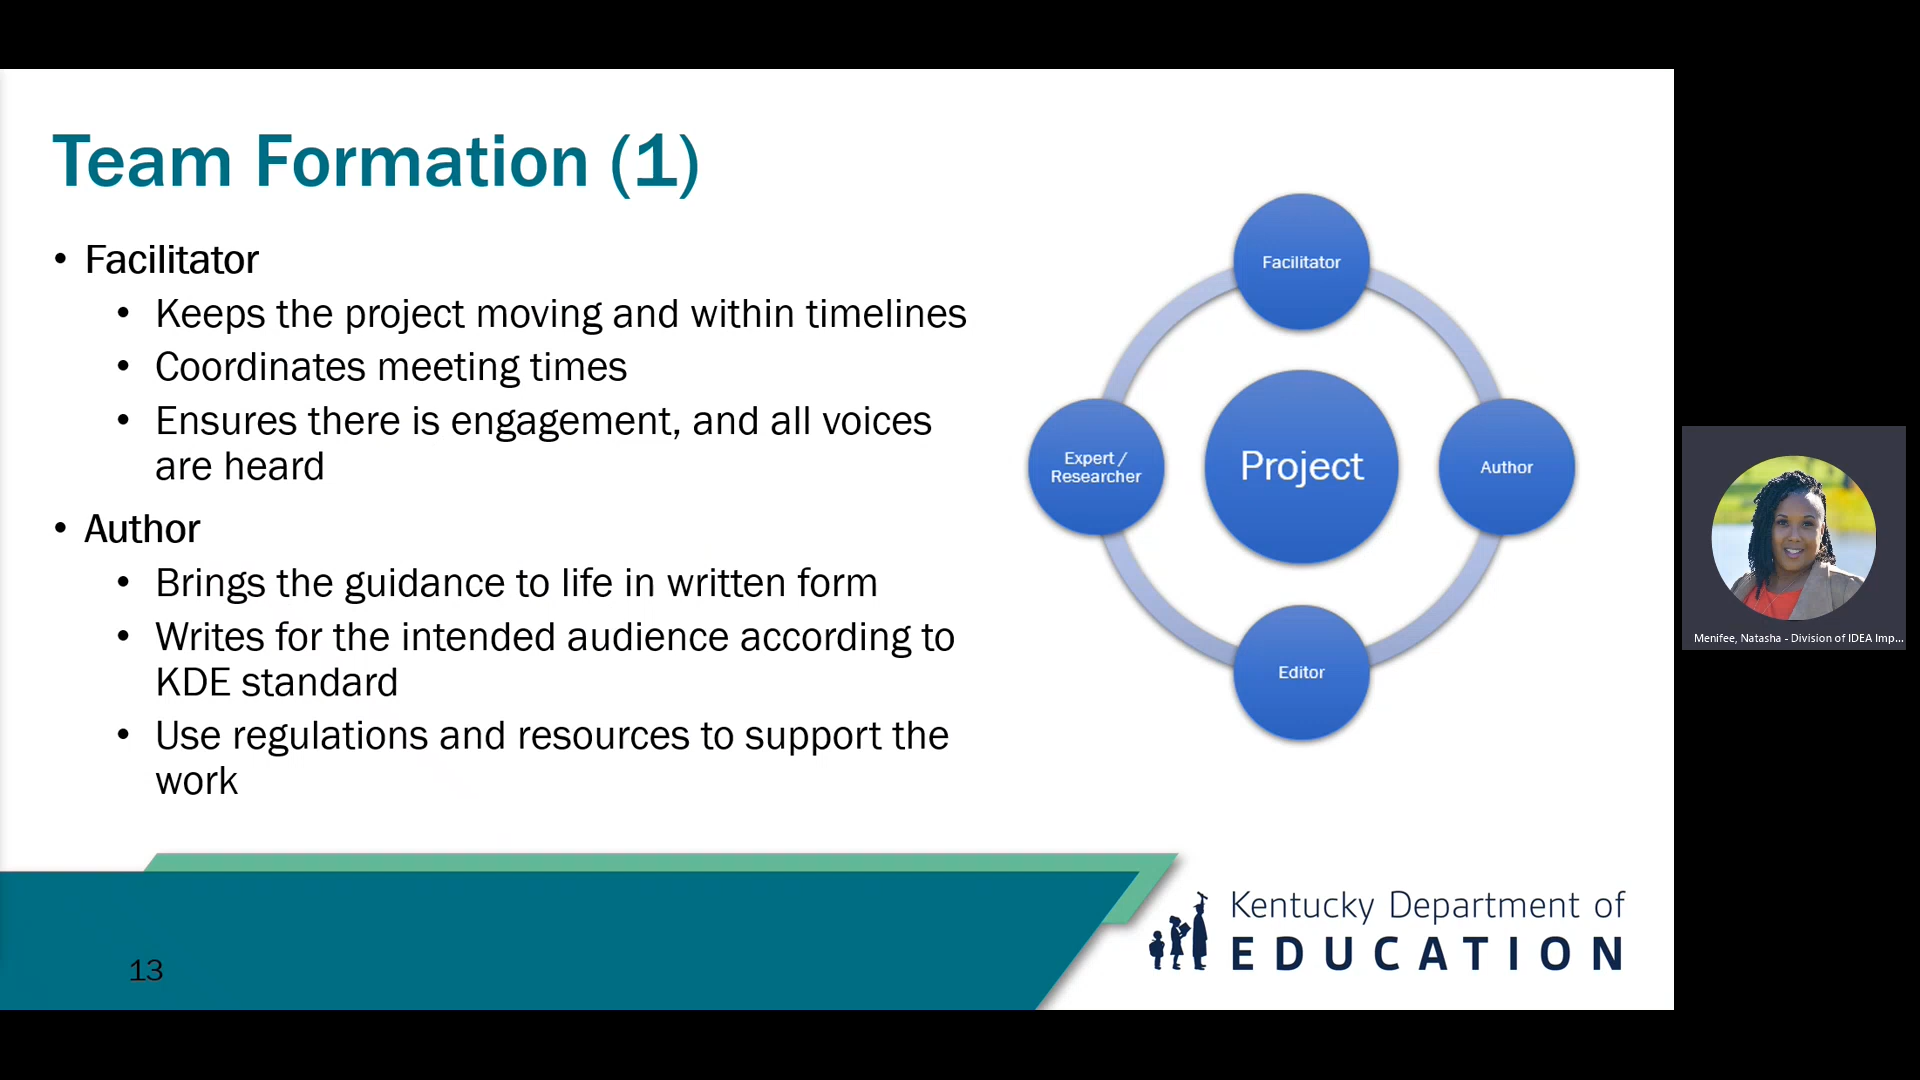 Team Formation (1)
• Facilitator
• Keeps the project moving and within timelines
• Coordinates meeting times
• Ensures there is engagement, and all voices
are heard
• Author
• Brings the guidance to life in written form
• Writes for the intended audience according to
KDE standard
• Use regulations and resources to support the
work
Facilitator
Expert /
Researcher
Project
Author
Editor
Menifee, Natasha - Division of IDEA Imp...
13
Kentucky Department of
EDUCATION